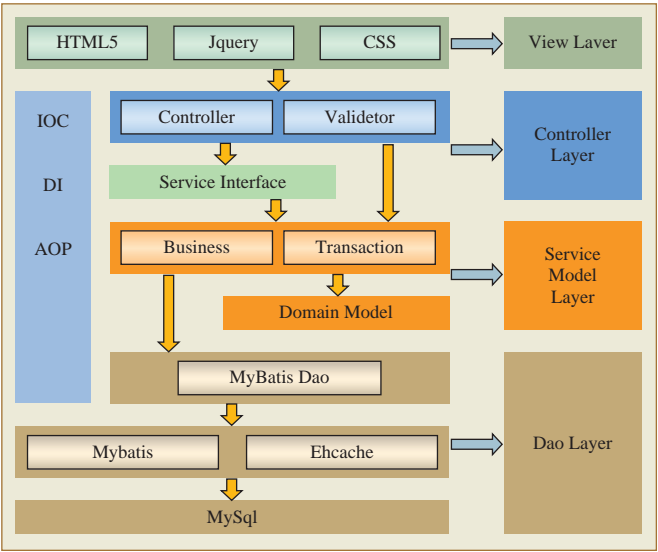 HTML5
Jquery
CSS
View Laver
IOC
DI
AOP
Controller
Validetor
Controller
Layer
Service Interface
Business
Transaction
Service
Model
Layer
Domain Model
MyBatis Dao
Mybatis
Ehcache
Dao Layer
MySql